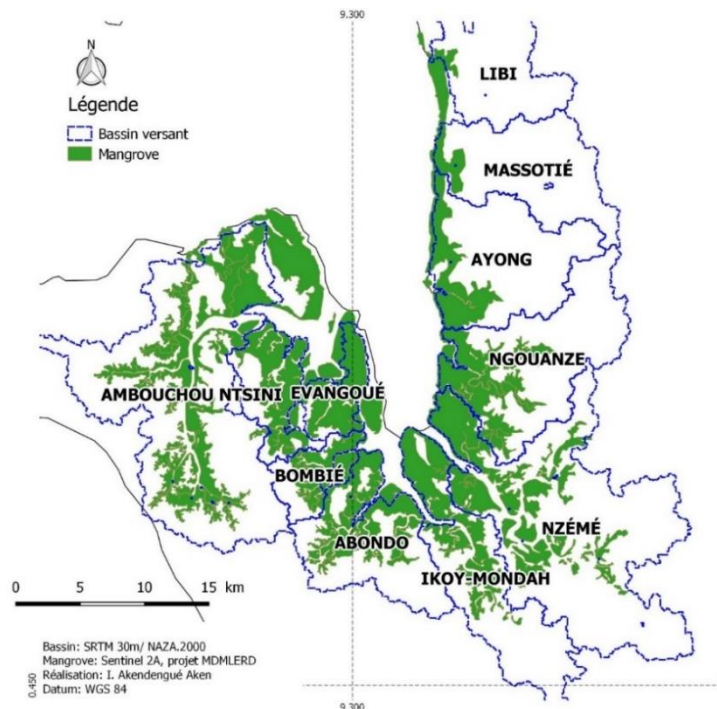 9.300
N
Légende
Bassin versant
Mangrove
LIBI
MASSOTIÉ
AYONG
NGOUANZE
AMBOUCHOU NTSINI
EVANGOUÉ
BOMBIÉ
ABONDO
NZÉMÉ
IKOY-MONDAH
0 5 10 15 km
Bassin: SRTM 30m/ NAZA.2000
Mangrove: Sentinel 2A, projet MDMLERD
Réalisation: I. Akendengué Aken
Datum: WGS 84
0.450
9.300